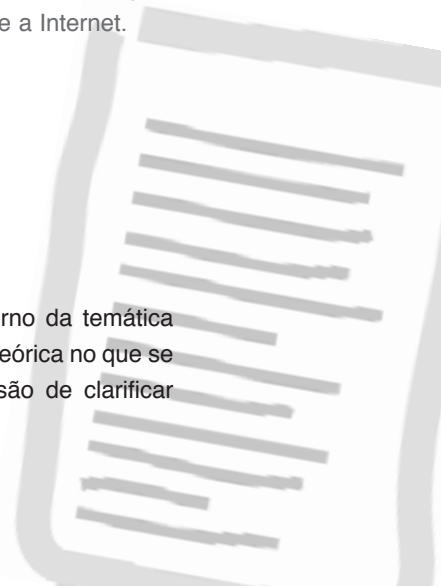 e a Internet.
rno da temática
eórica no que se
são de clarificar